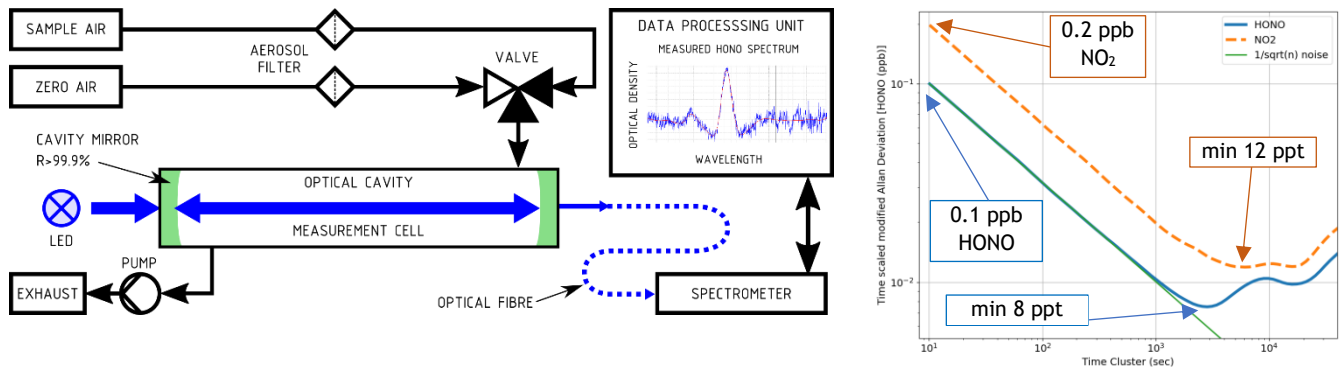 SAMPLE AIR
ZERO AIR
AEROSOL
FILTER
VALVE
CAVITY MIRROR
R>99.9%
OPTICAL CAVITY
MEASUREMENT CELL
LED
PUMP
EXHAUST
OPTICAL FIBRE
SPECTROMETER
DATA PROCESSSING UNIT
MEASURED HONO SPECTRUM
OPTICAL DENSITY
WAVELENGTH
Time scaled modified Allan Deviation [HONO (ppb)]
10⁻¹
10⁻²
10¹
10²
10³
10⁴
Time Cluster (sec)
HONO
NO2
1/sqrt(n) noise
0.2 ppb
NO₂
min 12 ppt
0.1 ppb
HONO
min 8 ppt